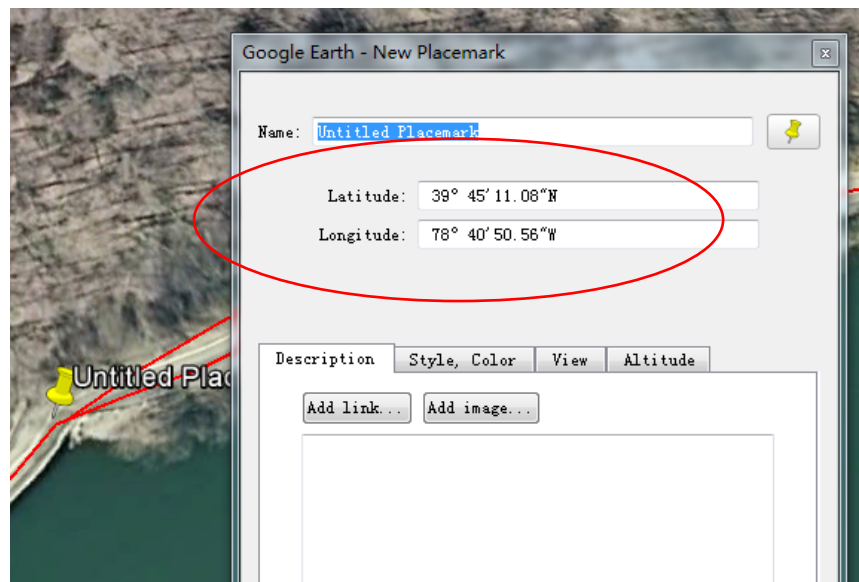 Google Earth - New Placemark
Name: Untitled Placemark
Latitude: 39° 45'11.08"N
Longitude: 78° 40'50.56"W
Description Style, Color View Altitude
Untitled Plac
Add link... Add image...